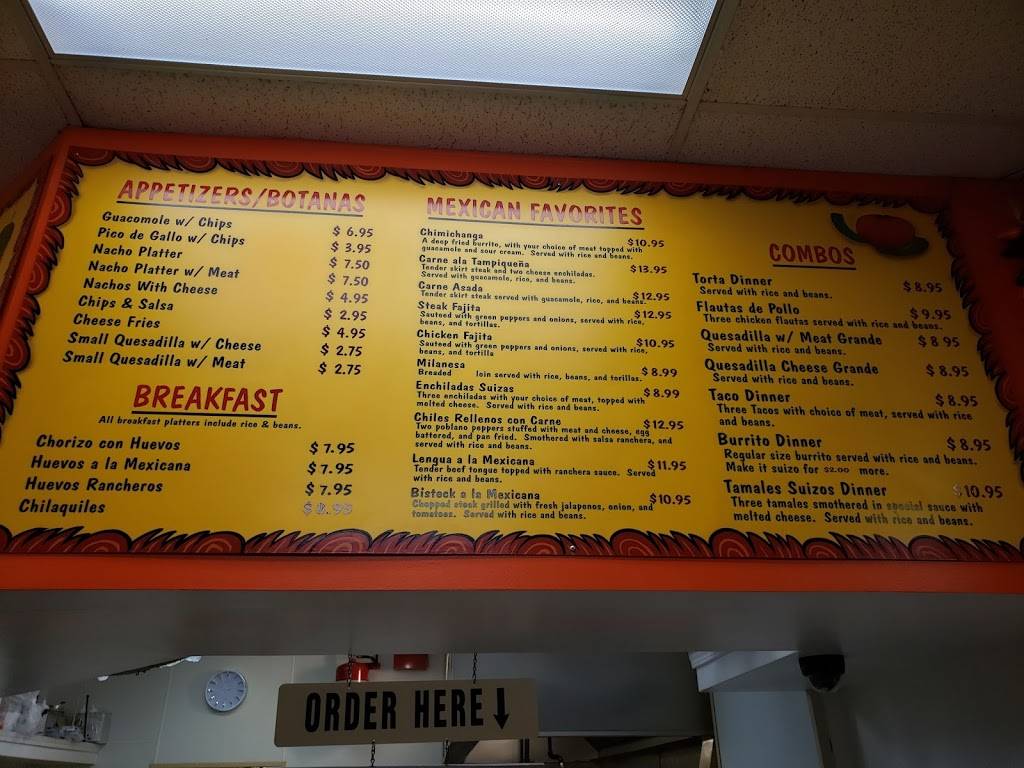 APPETIZERS/BOTANAS
Guacomole w/ Chips $ 6.95
Pico de Gallo w/ Chips $ 3.95
Nacho Platter $ 7.50
Nacho Platter w/ Meat $ 7.50
Nachos With Cheese $ 4.95
Chips & Salsa $ 2.95
Cheese Fries $ 4.95
Small Quesadilla w/ Cheese $ 2.75
Small Quesadilla w/ Meat $ 2.75
BREAKFAST
All breakfast platters include rice & beans.
Chorizo con Huevos $ 7.95
Huevos a la Mexicana $ 7.95
Huevos Rancheros $ 7.95
Chilaquiles $ 8.95
MEXICAN FAVORITES
Chimichanga $10.95
A deep fried burrito, with your choice of meat topped with
guacamole and sour cream. Served with rice and beans.
Carne ala Tampiqueña $13.95
Tender skirt steak and two cheese enchiladas.
Served with guacamole, rice, and beans.
Carne Asada $12.95
Tender skirt steak served with guacamole, rice, and beans.
Steak Fajita $12.95
Sauteed with green peppers and onions, served with rice,
beans, and tortillas.
Chicken Fajita $10.95
Sauteed with green peppers and onions, served with rice,
beans, and tortilla
Milanesa $8.99
Breaded loin served with rice, beans, and torillas.
Enchiladas Suizas $8.99
Three enchiladas with your choice of meat, topped with
melted cheese. Served with rice and beans.
Chiles Rellenos con Carne $12.95
Two poblano peppers stuffed with meat and cheese, egg
battered, and pan fried. Smothered with salsa ranchera, and
served with rice and beans.
Lengua a la Mexicana $11.95
Tender beef tongue topped with ranchera sauce. Served
with rice and beans.
Bisteck a la Mexicana $10.95
Chopped steak grilled with fresh jalapenos, onion, and
tomatoes. Served with rice and beans.
COMBOS
Torta Dinner $8.95
Served with rice and beans.
Flautas de Pollo $9.95
Three chicken flautas served with rice and beans.
Quesadilla w/ Meat Grande $8 95
Served with rice and beans.
Quesadilla Cheese Grande $8.95
Served with rice and beans.
Taco Dinner $8.95
Three Tacos with choice of meat, served with rice
and beans.
Burrito Dinner $8.95
Regular size burrito served with rice and beans.
Make it suizo for $2.00 more.
Tamales Suizos Dinner $10.95
Three tamales smothered in special sauce with
melted cheese. Served with rice and beans.
ORDER HERE ↓